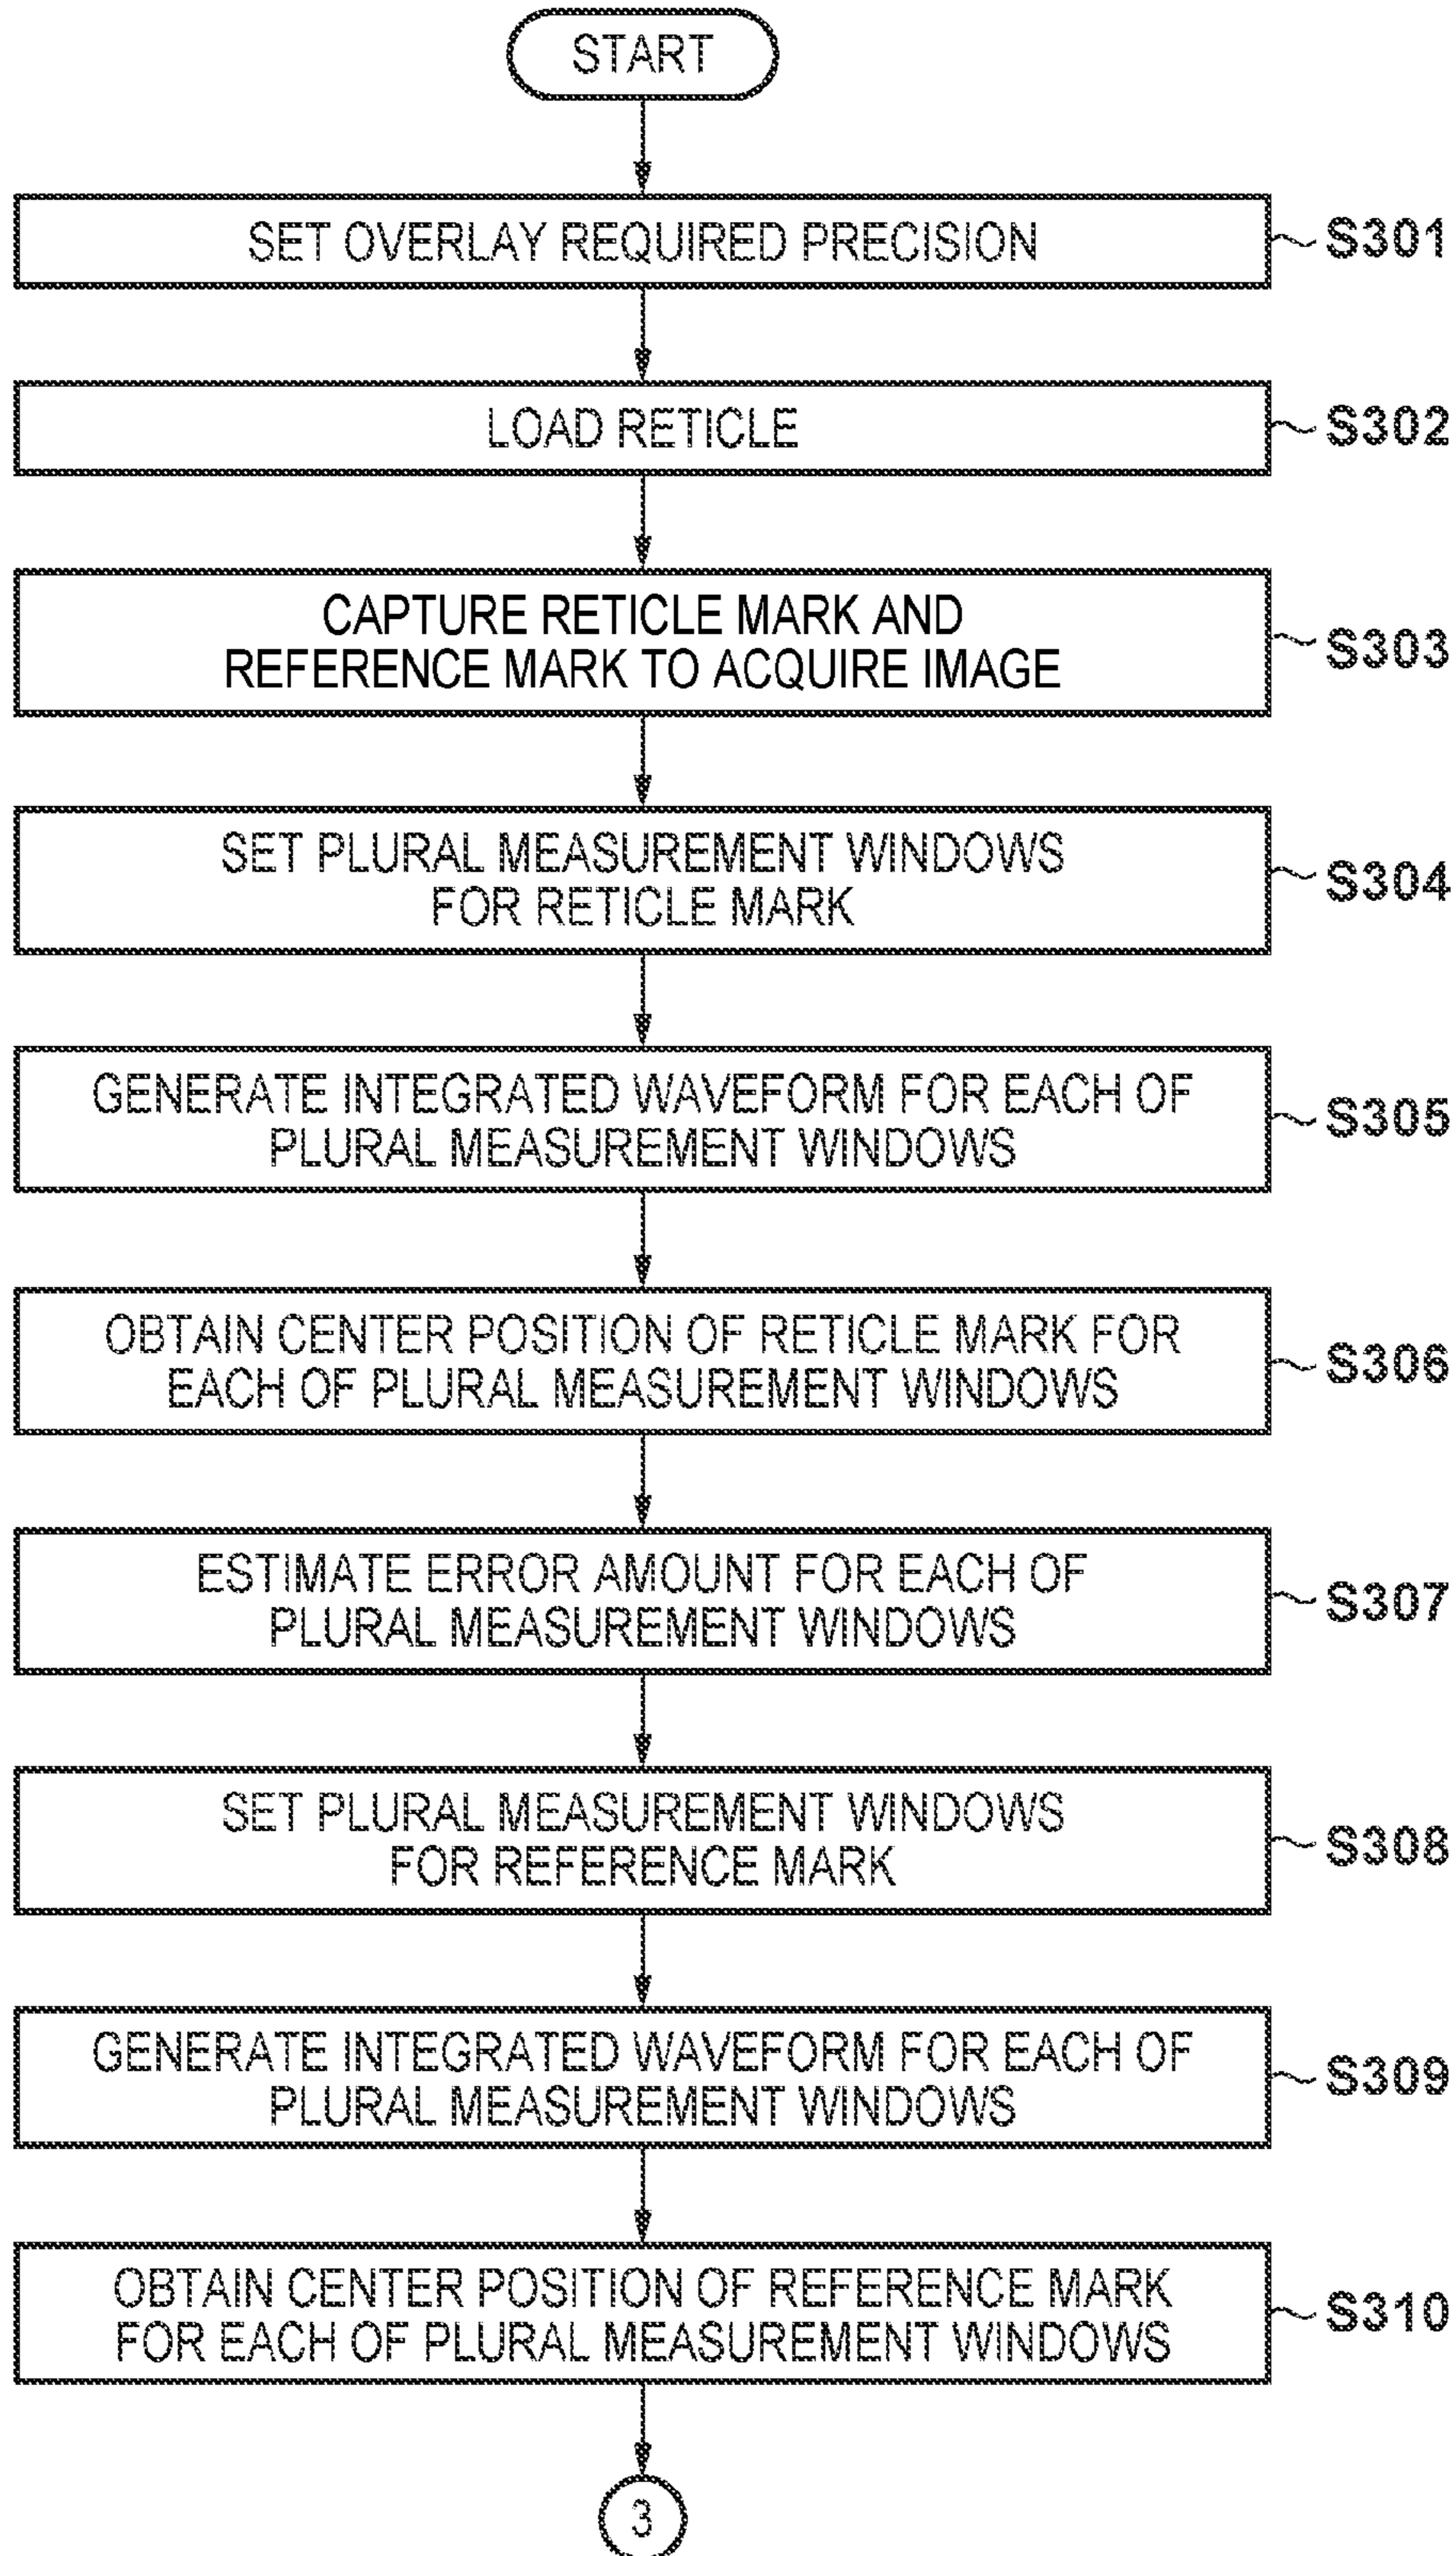 START
SET OVERLAY REQUIRED PRECISION
S301
LOAD RETICLE
S302
CAPTURE RETICLE MARK AND
REFERENCE MARK TO ACQUIRE IMAGE
S303
SET PLURAL MEASUREMENT WINDOWS
FOR RETICLE MARK
S304
GENERATE INTEGRATED WAVEFORM FOR EACH OF
PLURAL MEASUREMENT WINDOWS
S305
OBTAIN CENTER POSITION OF RETICLE MARK FOR
EACH OF PLURAL MEASUREMENT WINDOWS
S306
ESTIMATE ERROR AMOUNT FOR EACH OF
PLURAL MEASUREMENT WINDOWS
S307
SET PLURAL MEASUREMENT WINDOWS
FOR REFERENCE MARK
S308
GENERATE INTEGRATED WAVEFORM FOR EACH OF
PLURAL MEASUREMENT WINDOWS
S309
OBTAIN CENTER POSITION OF REFERENCE MARK
FOR EACH OF PLURAL MEASUREMENT WINDOWS
S310
3